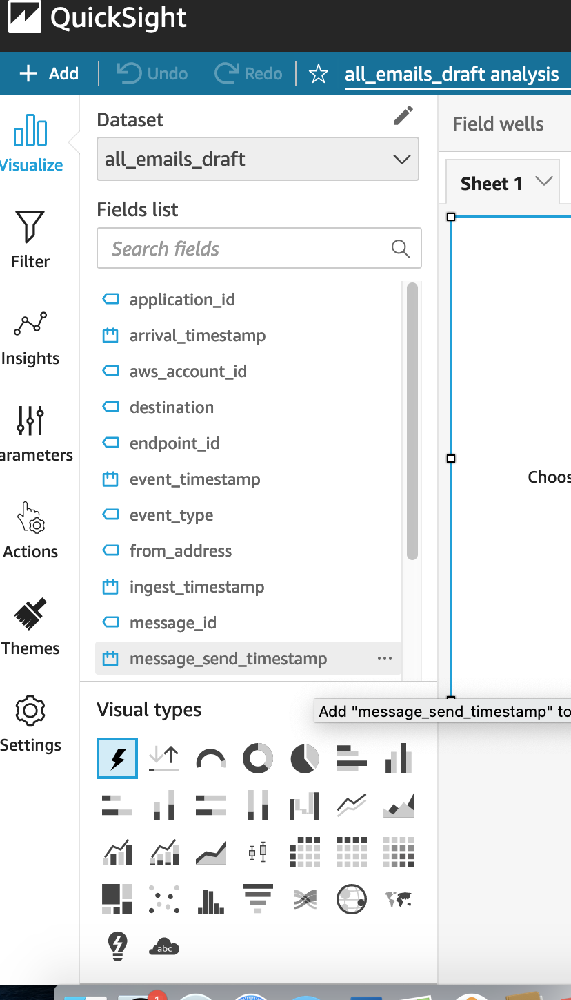 QuickSight
Add
Undo
Redo
all_emails_draft analysis
Visualize
Filter
Insights
arameters
Actions
Themes
Settings
Dataset
all_emails_draft
Fields list
Search fields
application_id
arrival_timestamp
aws_account_id
destination
endpoint_id
event_timestamp
event_type
from_address
ingest_timestamp
message_id
message_send_timestamp
Visual types
abc
Field wells
Sheet 1
Choos
Add "message_send_timestamp" to
1